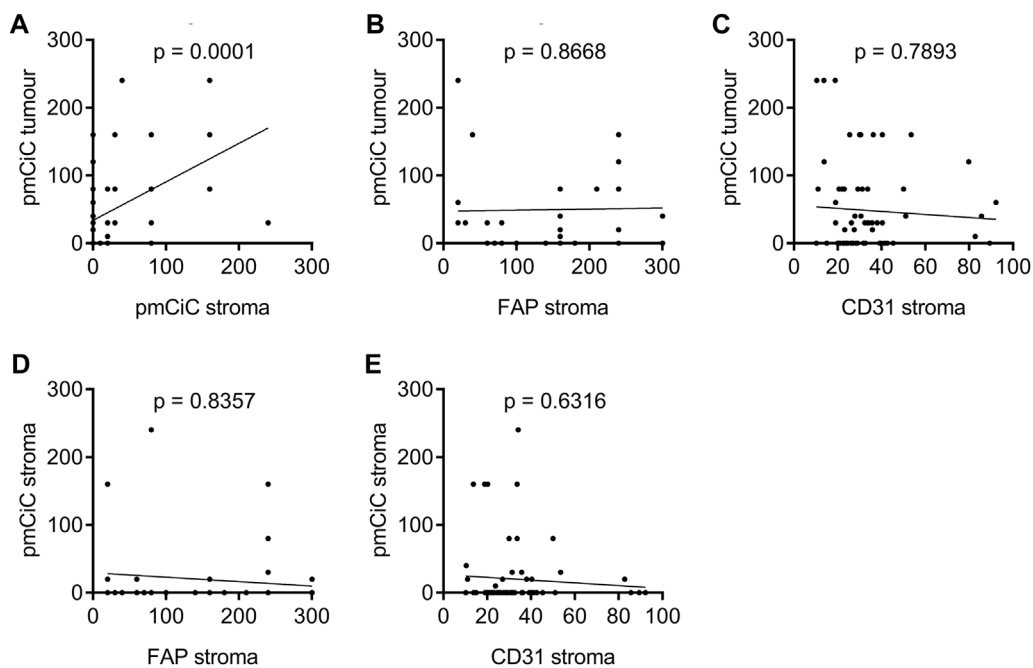 A
p = 0.0001
300
200
100
0
pmCiC tumour
0
100
200
300
pmCiC stroma
B
p = 0.8668
300
200
100
0
pmCiC tumour
0
100
200
300
FAP stroma
C
p = 0.7893
300
200
100
0
pmCiC tumour
0
20
40
60
80
100
CD31 stroma
D
p = 0.8357
300
200
100
0
pmCiC stroma
0
100
200
300
FAP stroma
E
p = 0.6316
300
200
100
0
pmCiC stroma
0
20
40
60
80
100
CD31 stroma